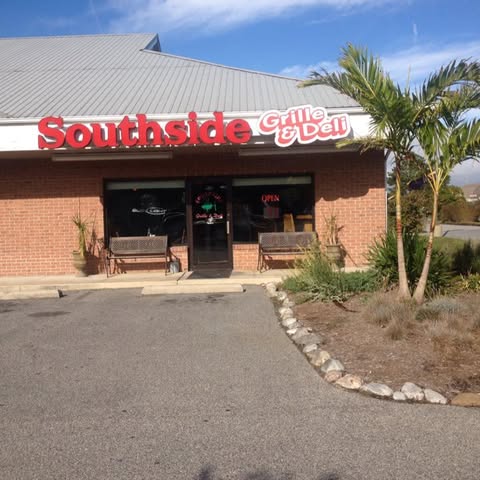 Southside
Grille
& Deli
OPEN